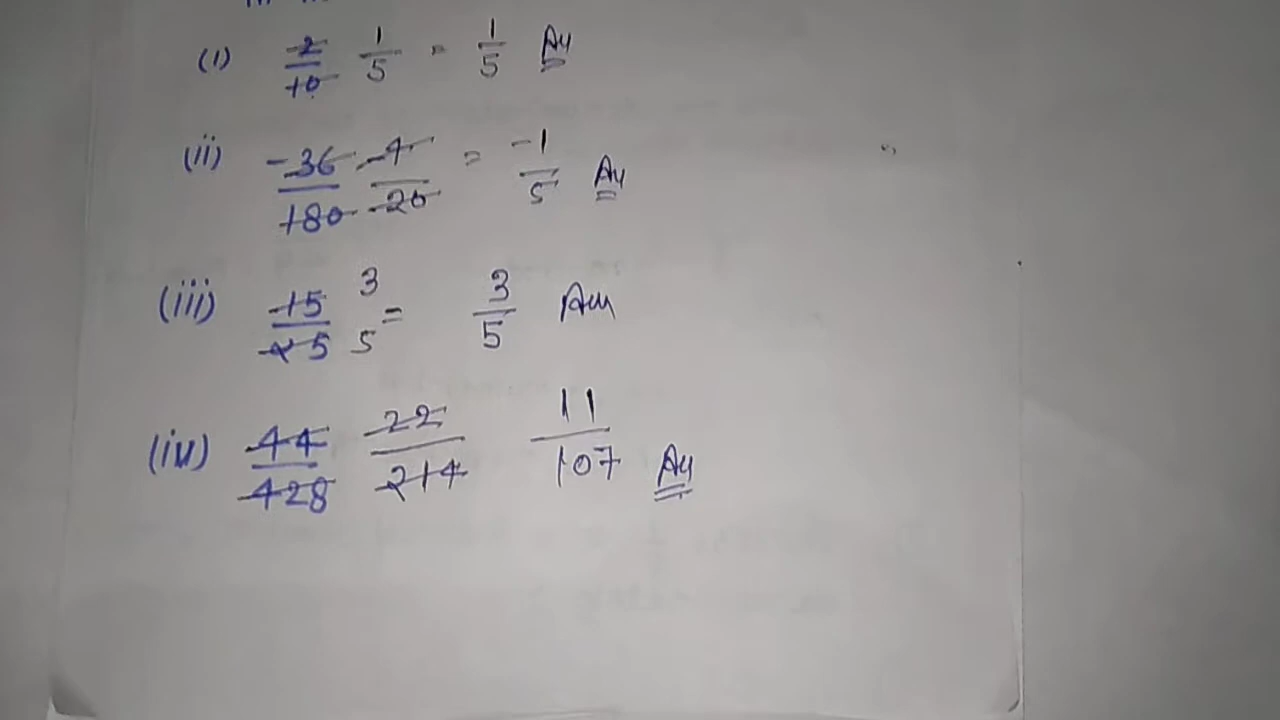 (i) 2/10 1/5 = 1/5 Ans
(ii) -36/180 -4/20 = -1/5 Ans
(iii) 15/25 3/5 = 3/5 Ans
(iv) 44/428 22/214 11/107 Ans